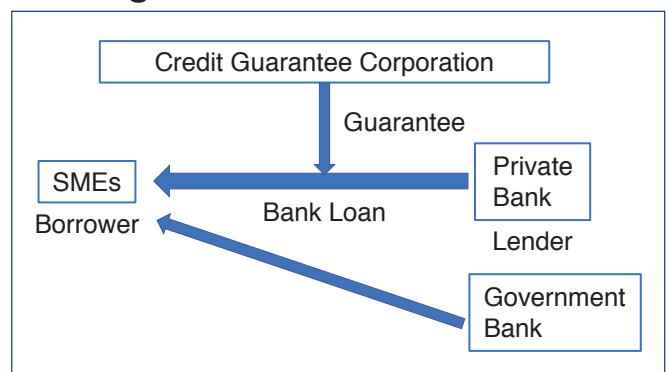 Credit Guarantee Corporation
Guarantee
SMEs
Borrower
Bank Loan
Private
Bank
Lender
Government
Bank